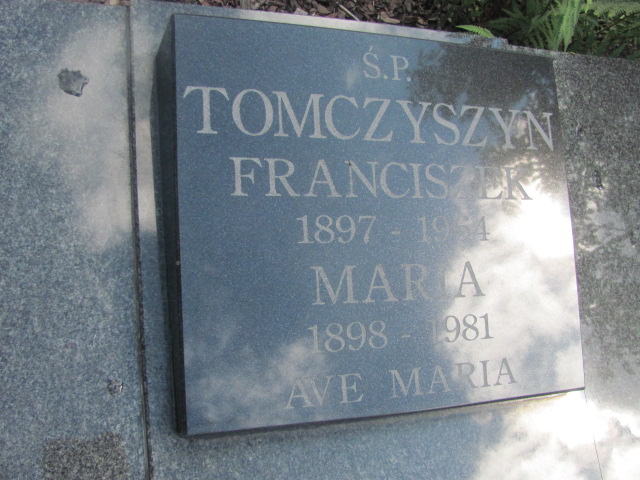 Ś.P.
TOMCZYSZYN
FRANCISZEK
1897 -
MARIA
1898 - 1981
AVE MARIA